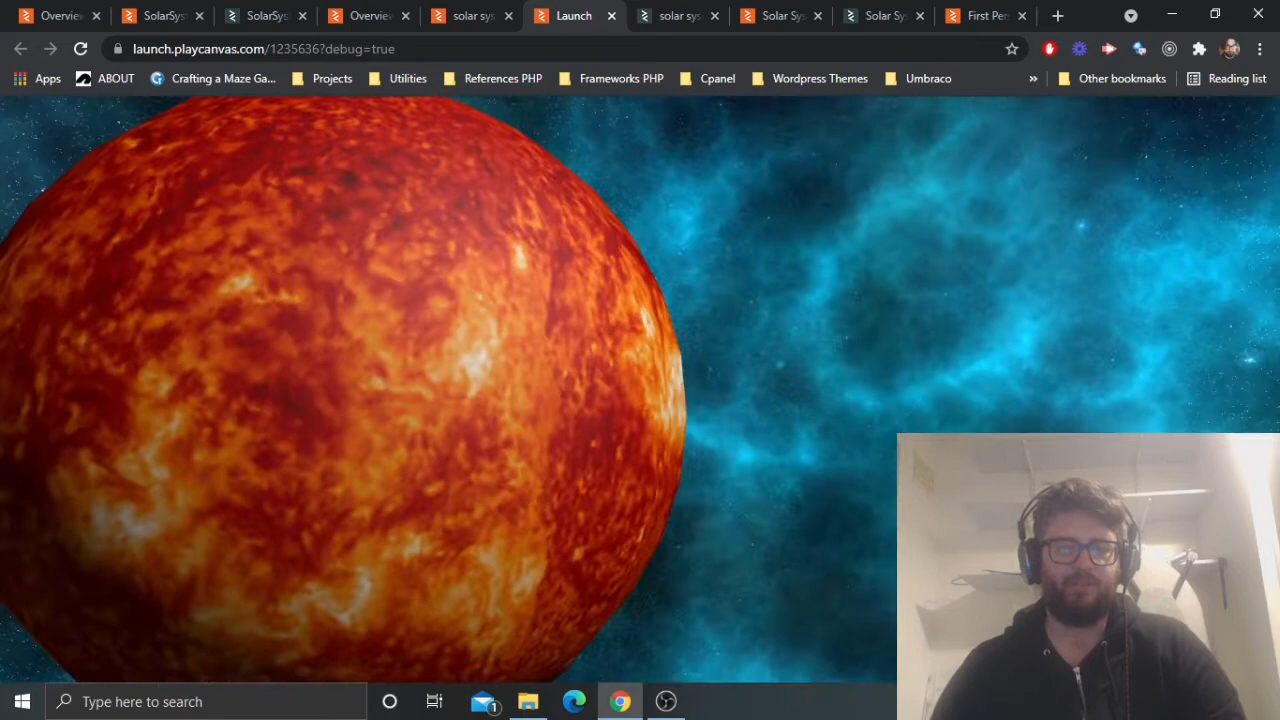 Overview
SolarSys
SolarSys
Overview
solar sys
Launch
solar sys
Solar Sy
Solar Sy
First Per
launch.playcanvas.com/1235636?debug=true
Apps
ABOUT
Crafting a Maze Ga...
Projects
Utilities
References PHP
Frameworks PHP
Cpanel
Wordpress Themes
Umbraco
»
Other bookmarks
Reading list
Type here to search
1